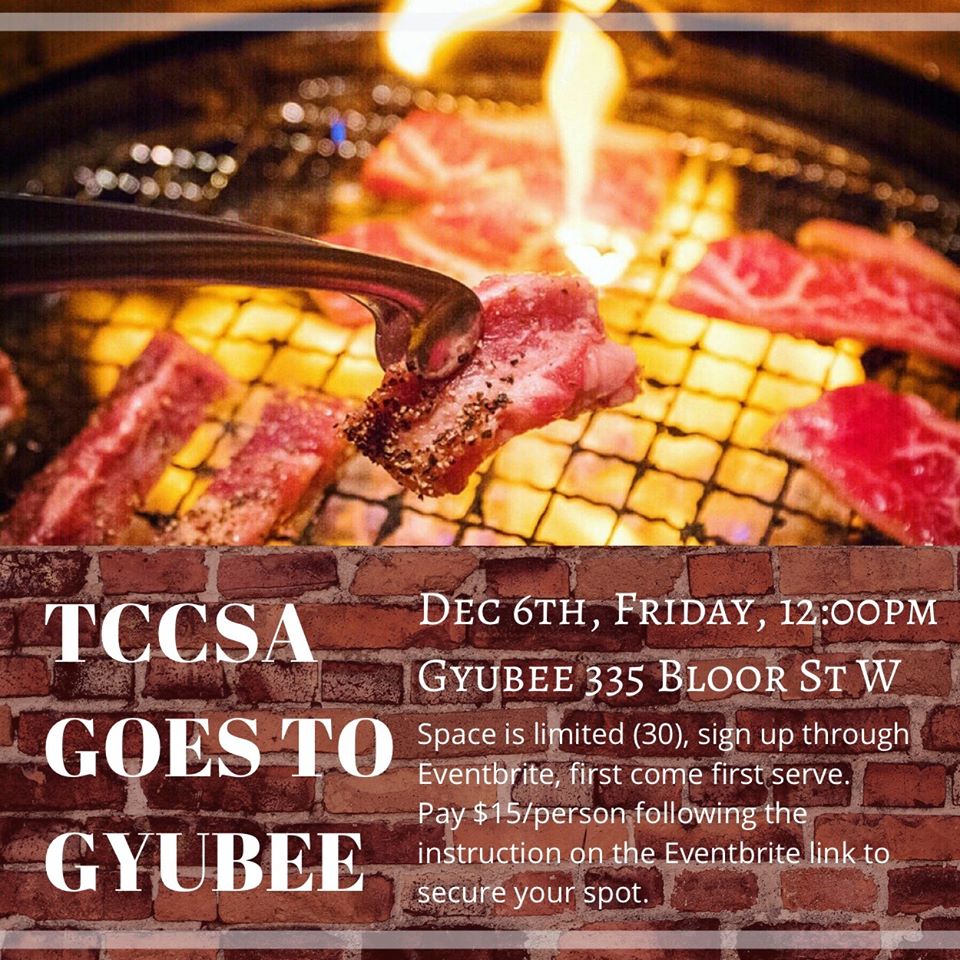 TCCSA
GOES TO
GYUBEE
Dec 6th, Friday, 12:00pm
Gyubee 335 Bloor St W
Space is limited (30), sign up through
Eventbrite, first come first serve.
Pay $15/person following the
instruction on the Eventbrite link to
secure your spot.